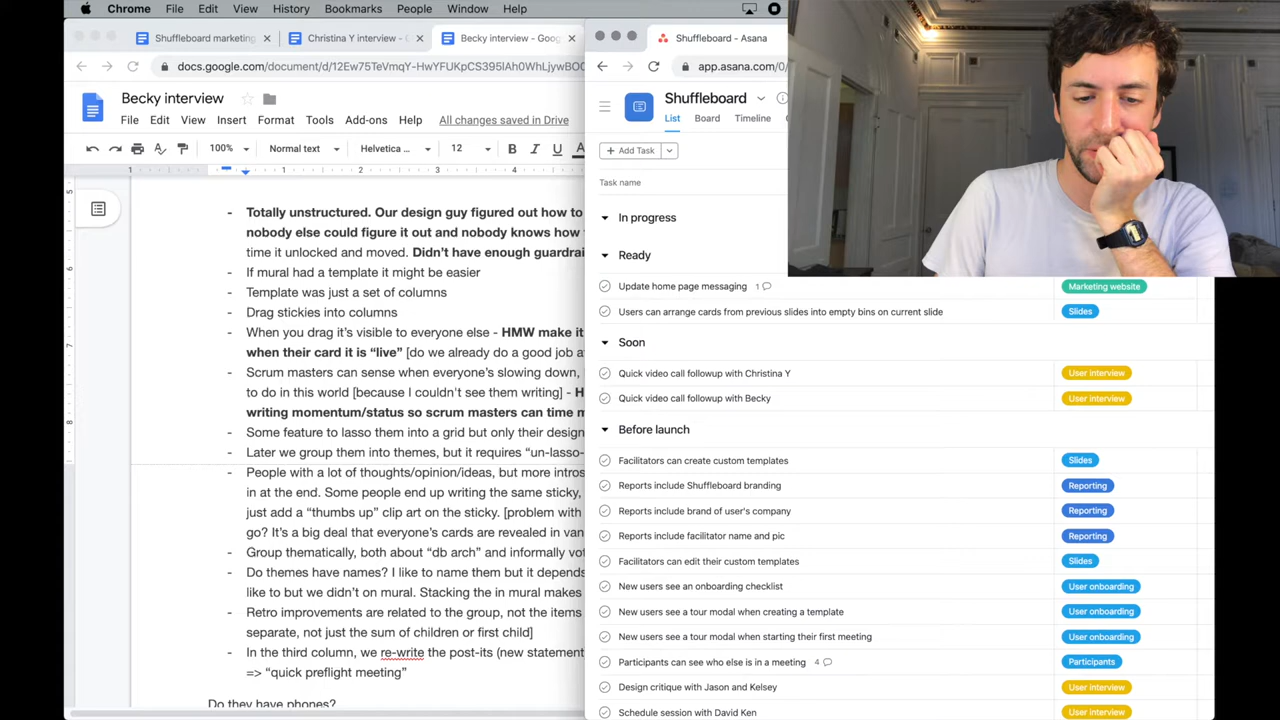 Chrome File Edit View History Bookmarks People Window Help
Shuffleboard ma
Christina Y interview -
Becky interview - Goog
Shuffleboard - Asana
docs.google.com/document/d/12Ew75TeVmqY-HwYFUKpCS395IAh0WhLjywBO
app.asana.com/0/
Becky interview
File Edit View Insert Format Tools Add-ons Help All changes saved in Drive
100% Normal text Helvetica ... 12 B I U A
1 1 2 3 4
5
6
7
8
- Totally unstructured. Our design guy figured out how to
nobody else could figure it out and nobody knows how
time it unlocked and moved. Didn't have enough guardrai
- If mural had a template it might be easier
- Template was just a set of columns
- Drag stickies into columns
- When you drag it's visible to everyone else - HMW make it
when their card it is "live" [do we already do a good job a
- Scrum masters can sense when everyone's slowing down,
to do in this world [because I couldn't see them writing] - H
writing momentum/status so scrum masters can time m
- Some feature to lasso them into a grid but only their design
- Later we group them into themes, but it requires "un-lasso-
- People with a lot of thoughts/opinion/ideas, but more intros
in at the end. Some people end up writing the same sticky,
just add a "thumbs up" clip art on the sticky. [problem with
go? It's a big deal that everyone's cards are revealed in van
- Group thematically, both about "db arch" and informally vot
- Do themes have names? I like to name them but it depends
like to but we didn't do it. Stacking the in mural makes
- Retro improvements are related to the group, not the items
separate, not just the sum of children or first child]
- In the third column, we re-write the post-its (new statement
=> "quick preflight meeting"
Do they have phones?
Shuffleboard
List Board Timeline
+ Add Task
Task name
In progress
Ready
Update home page messaging 1 Marketing website
Users can arrange cards from previous slides into empty bins on current slide Slides
Soon
Quick video call followup with Christina Y User interview
Quick video call followup with Becky User interview
Before launch
Facilitators can create custom templates Slides
Reports include Shuffleboard branding Reporting
Reports include brand of user's company Reporting
Reports include facilitator name and pic Reporting
Facilitators can edit their custom templates Slides
New users see an onboarding checklist User onboarding
New users see a tour modal when creating a template User onboarding
New users see a tour modal when starting their first meeting User onboarding
Participants can see who else is in a meeting 4 Participants
Design critique with Jason and Kelsey User interview
Schedule session with David Ken User interview